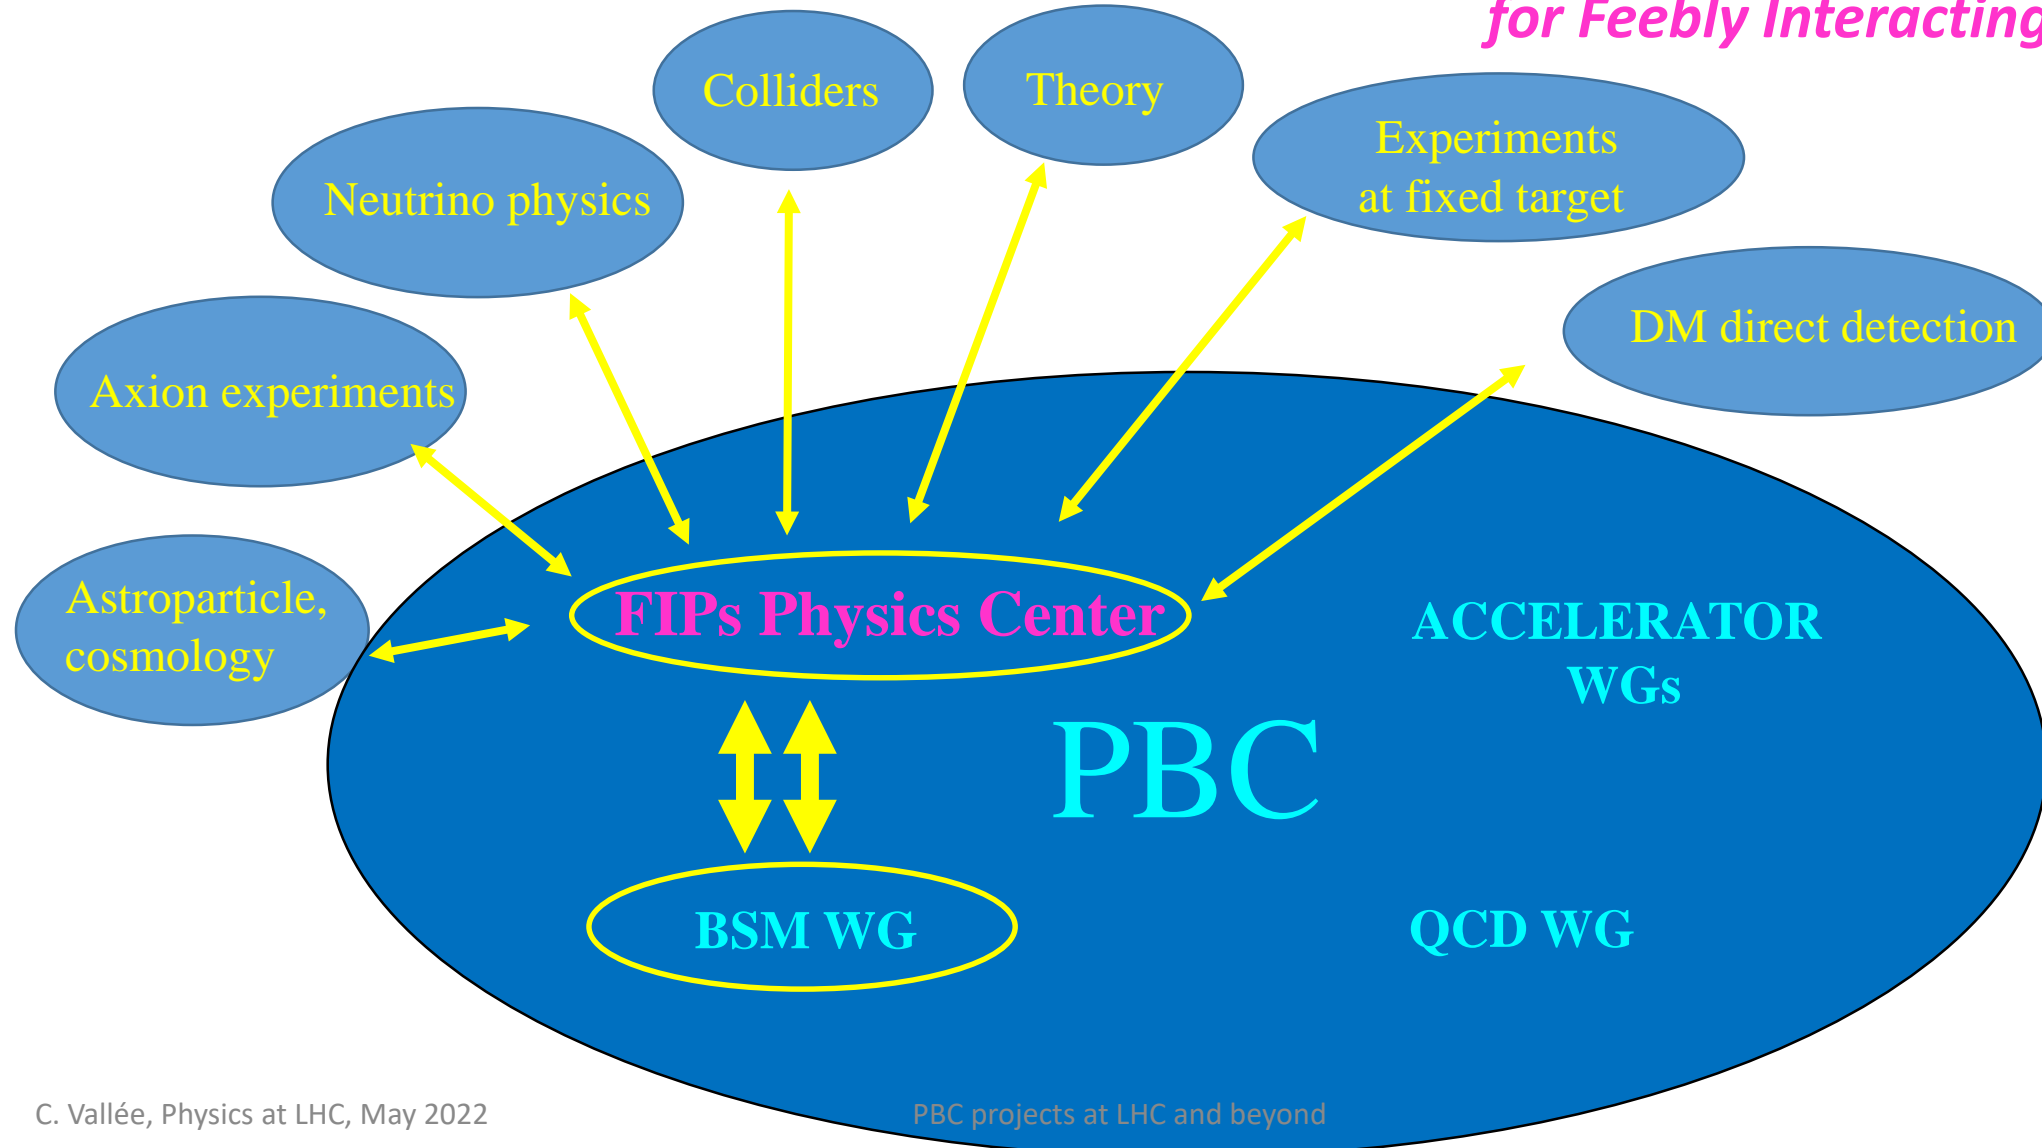 for Feebly Interacting
Colliders
Theory
Experiments
at fixed target
Neutrino physics
DM direct detection
Axion experiments
Astroparticle,
cosmology
FIPs Physics Center
ACCELERATOR
WGs
PBC
BSM WG
QCD WG
C. Vallée, Physics at LHC, May 2022
PBC projects at LHC and beyond